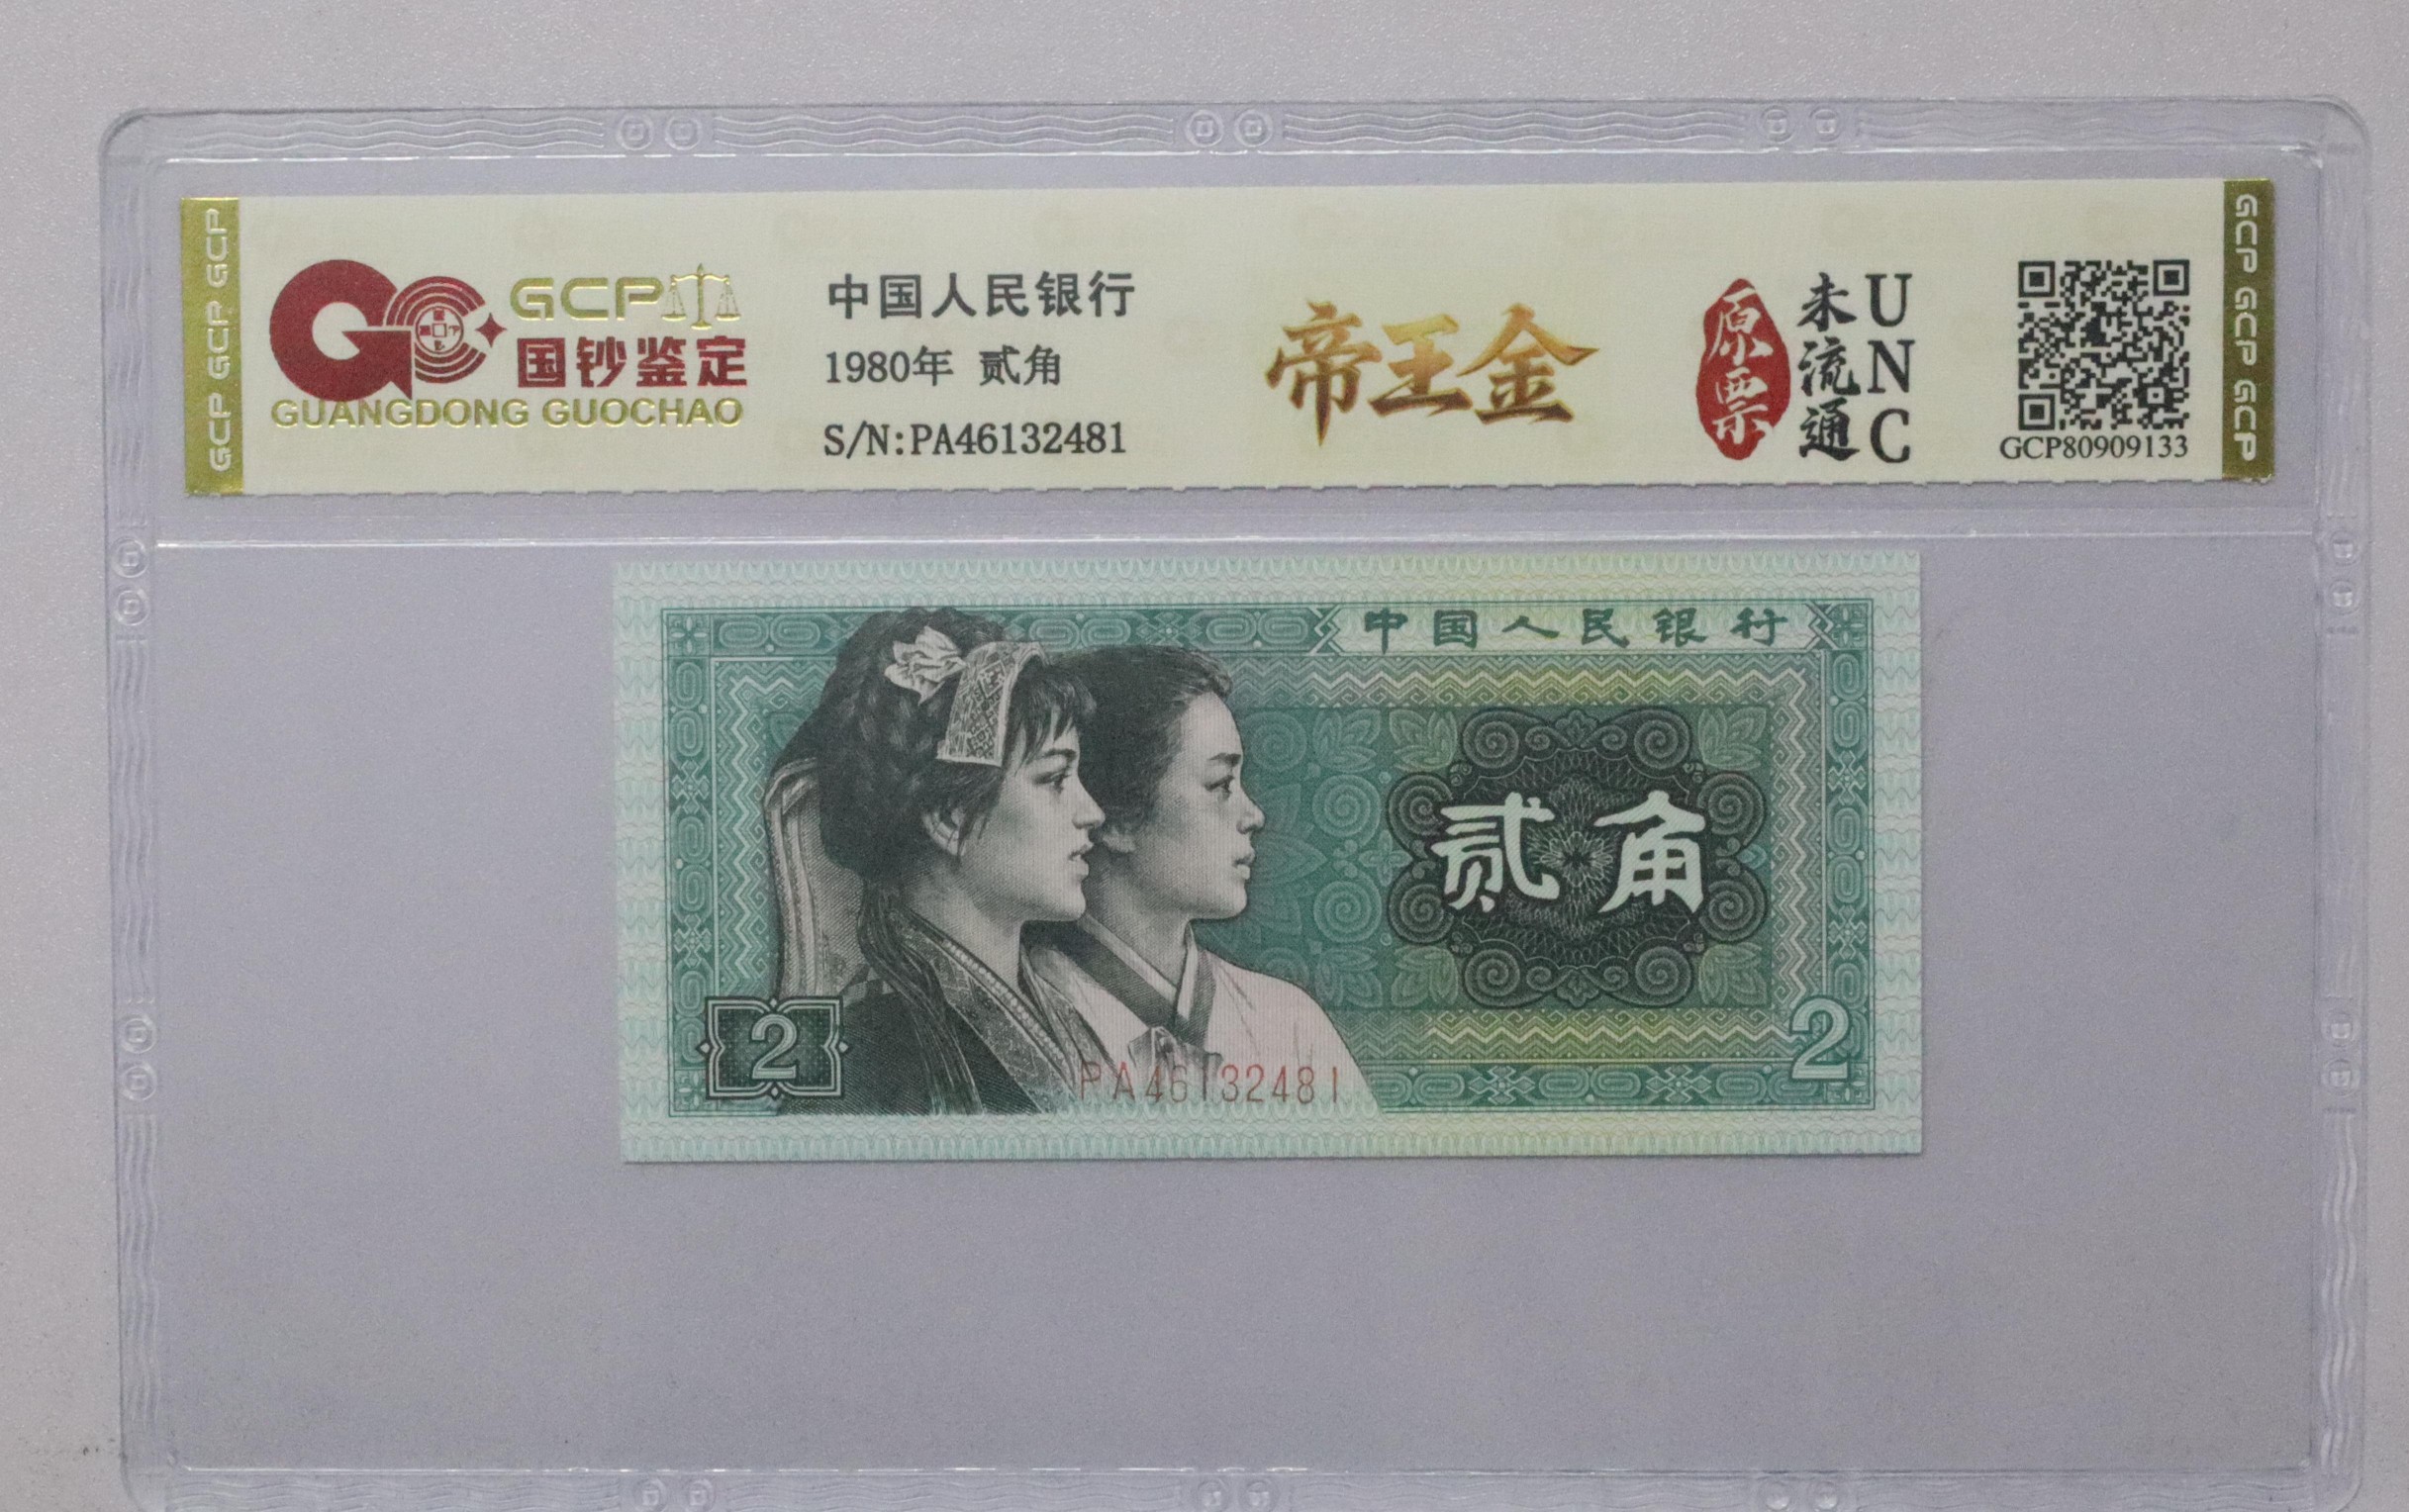 GCP GCP GCP
GCP
国钞鉴定
GUANGDONG GUOCHAO
中国人民银行
1980年 贰角
S/N:PA46132481
帝王金
原票
未流通
UNC
GCP80909133
GCP GCP GCP
中国人民银行
贰角
2
2
PA46132481